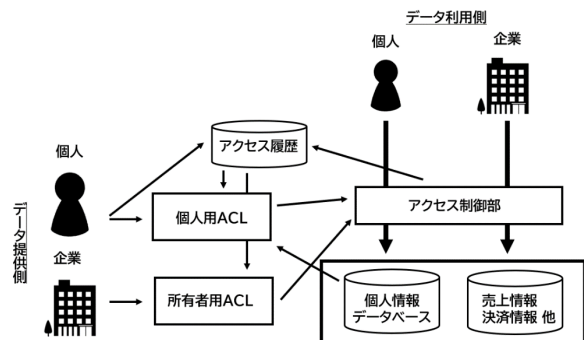 データ利用側
個人
企業
アクセス履歴
個人
個人用ACL
アクセス制御部
データ提供側
企業
所有者用ACL
個人情報
データベース
売上情報
決済情報 他